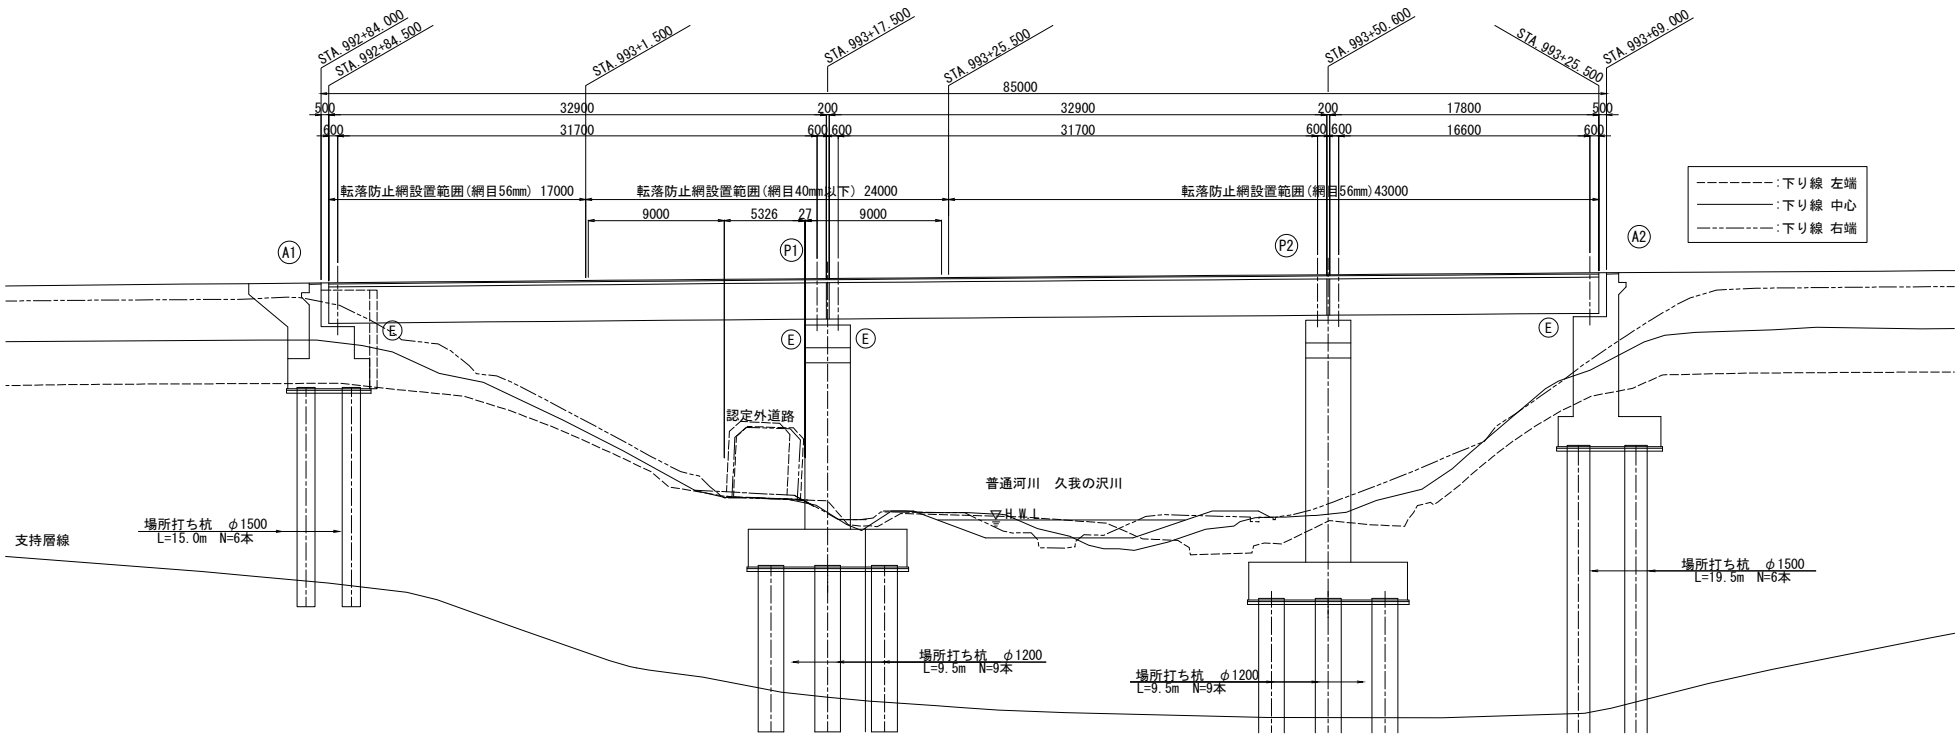 STA.992+84.000
STA.992+84.500
STA.993+1.500
STA.993+17.500
STA.993+25.500
STA.993+50.600
STA.993+25.500
STA.993+69.000
85000
500
32900
200
32900
200
17800
500
600
31700
600
600
31700
600
600
16600
600
転落防止網設置範囲(網目56mm) 17000
転落防止網設置範囲(網目40mm以下) 24000
転落防止網設置範囲(網目56mm)43000
9000
5326
27
9000
:下り線 左端
:下り線 中心
:下り線 右端
A1
P1
P2
A2
E
E
E
E
認定外道路
普通河川 久我の沢川
H.W.L
支持層線
場所打ち杭 φ1500
L=15.0m N=6本
場所打ち杭 φ1200
L=9.5m N=9本
場所打ち杭 φ1200
L=9.5m N=9本
場所打ち杭 φ1500
L=19.5m N=6本